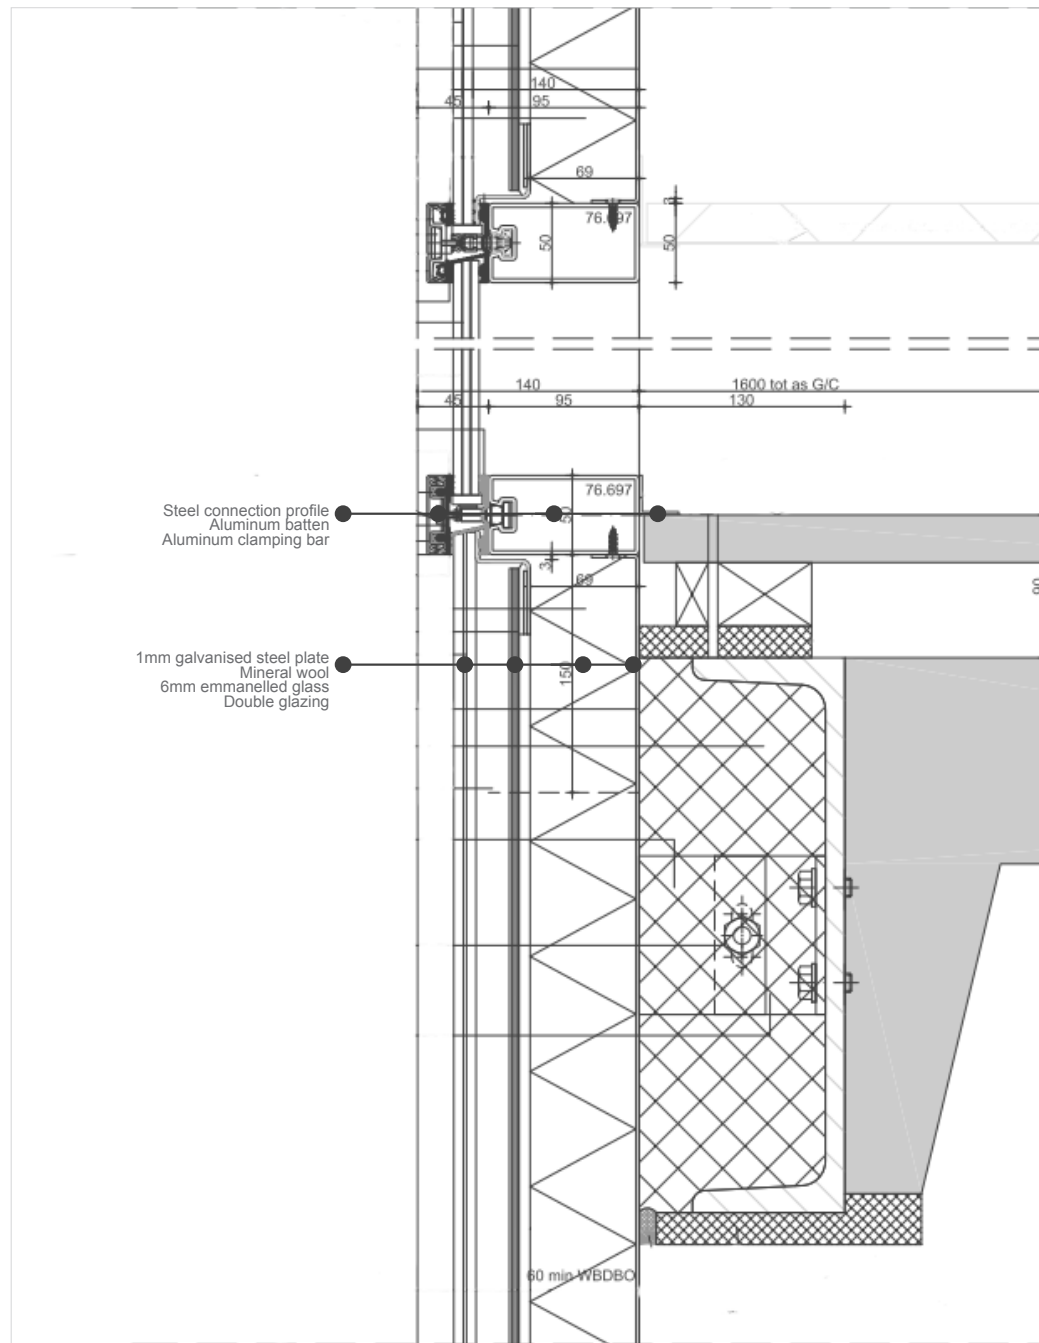 140
45 95
69
76.697
3
50 50
140 1600 tot as G/C
45 95 130
76.697
Steel connection profile
Aluminum batten
Aluminum clamping bar
50
3
69
90
1mm galvanised steel plate
Mineral wool
6mm emmanelled glass
Double glazing
150
60 min WBDBO